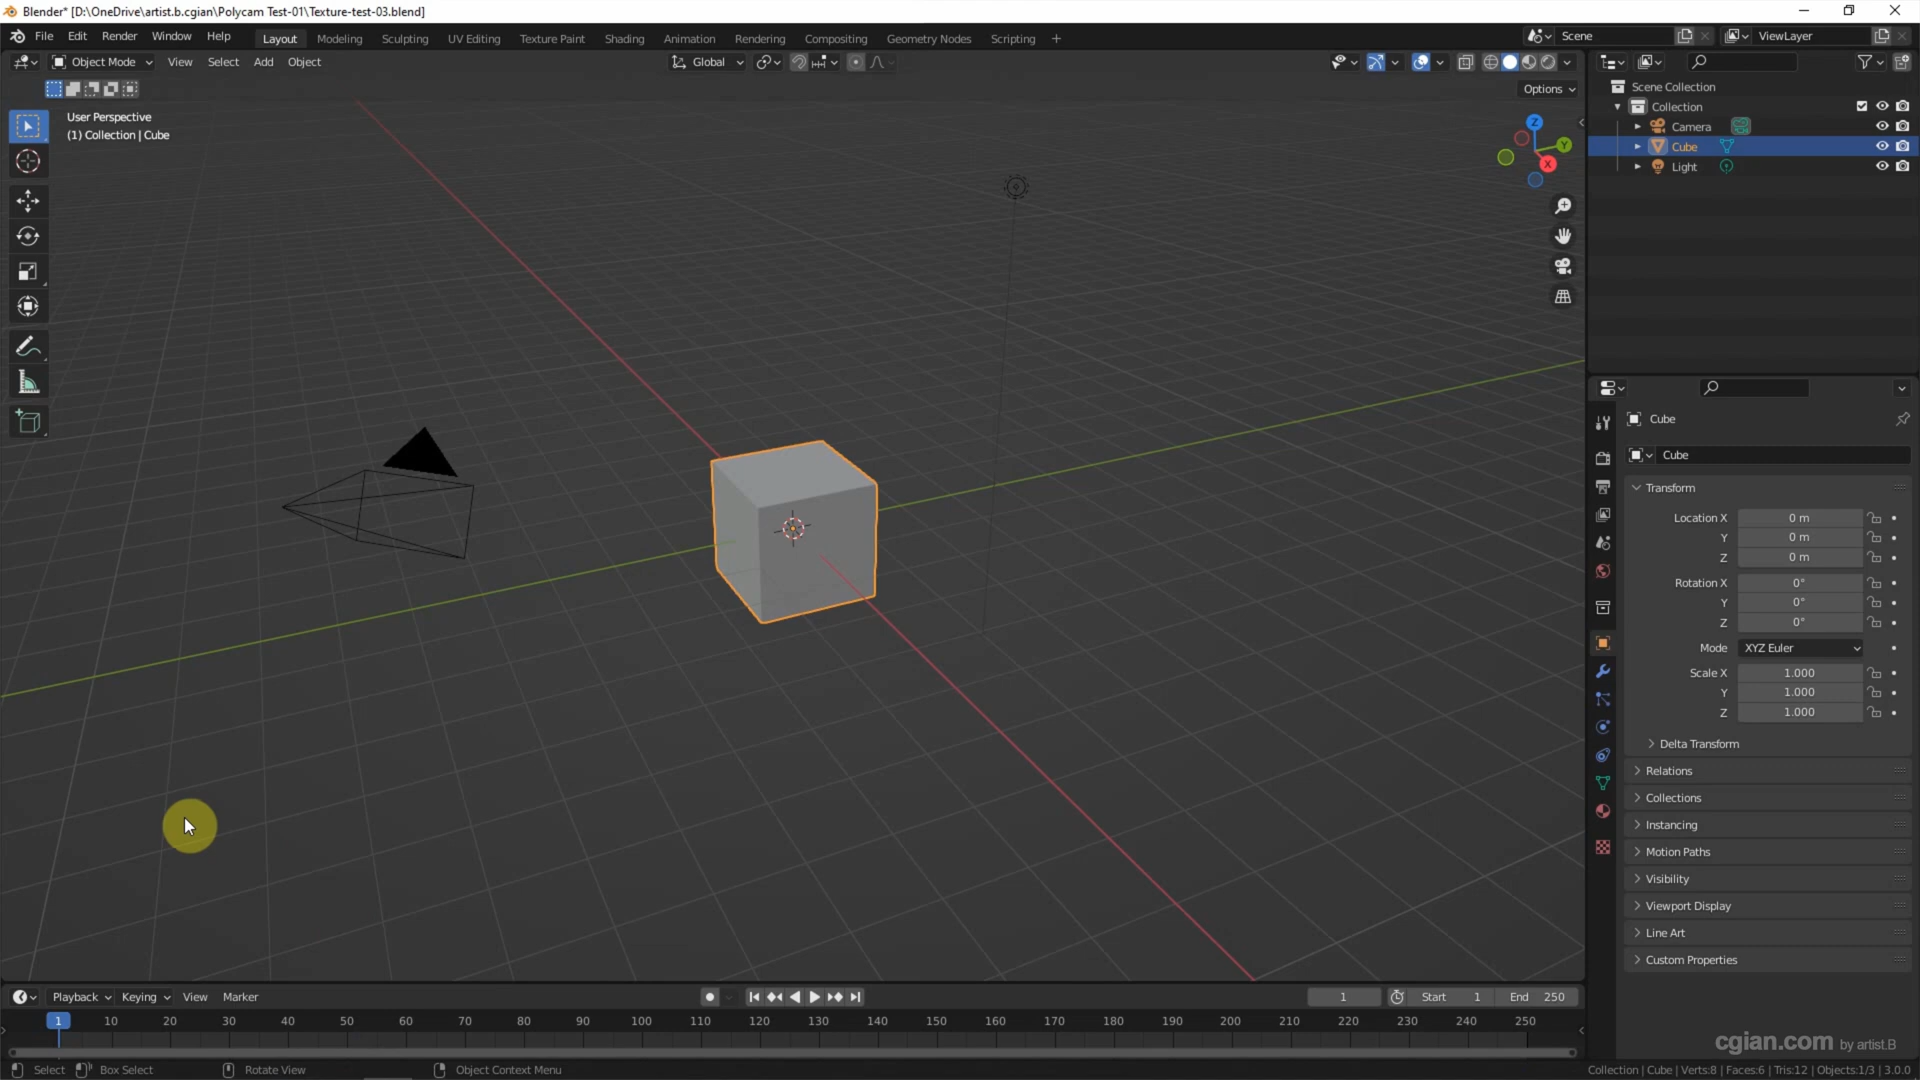 Blender* [D:\OneDrive\artist.b.cgian\Polycam Test-01\Texture-test-03.blend]
File Edit Render Window Help Layout Modeling Sculpting UV Editing Texture Paint Shading Animation Rendering Compositing Geometry Nodes Scripting + Scene ViewLayer
Object Mode View Select Add Object Global
Options
User Perspective
(1) Collection | Cube
Z
Y
X
Scene Collection
Collection
Camera
Cube
Light
Cube
Cube
Transform
Location X 0 m
Y 0 m
Z 0 m
Rotation X 0°
Y 0°
Z 0°
Mode XYZ Euler
Scale X 1.000
Y 1.000
Z 1.000
Delta Transform
Relations
Collections
Instancing
Motion Paths
Visibility
Viewport Display
Line Art
Custom Properties
Playback Keying View Marker 1 Start 1 End 250
1 10 20 30 40 50 60 70 80 90 100 110 120 130 140 150 160 170 180 190 200 210 220 230 240 250
cgian.com by artist.B
Select Box Select Rotate View Object Context Menu Collection | Cube | Verts:8 | Faces:6 | Tris:12 | Objects:1/3 | 3.0.0